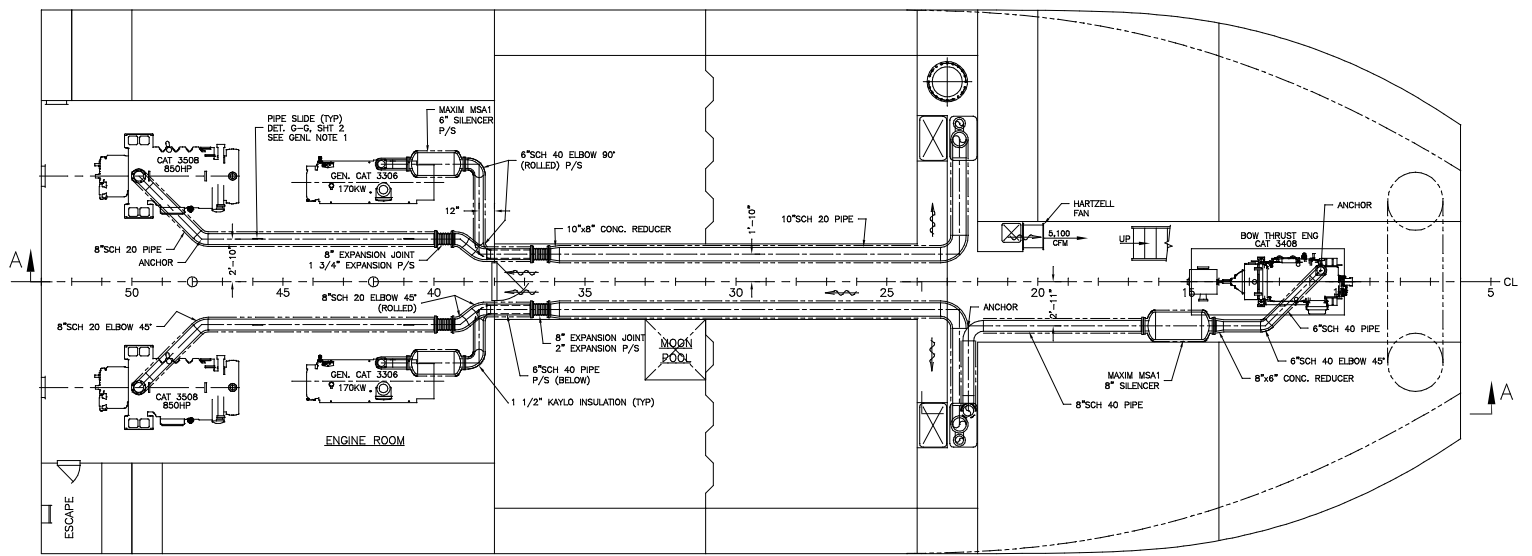 MAXIM MSA1
6" SILENCER
P/S
PIPE SLIDE (TYP)
DET. G-G, SHT 2
SEE GENL NOTE 1
CAT 3508
850HP
GEN. CAT 3306
170KW
6"SCH 40 ELBOW 90°
(ROLLED) P/S
12"
10"x8" CONC. REDUCER
1'-10"
10"SCH 20 PIPE
HARTZELL
FAN
5,100
CFM
UP
ANCHOR
BOW THRUST ENG
CAT 3408
8"SCH 20 PIPE
ANCHOR
2'-10"
8" EXPANSION JOINT
1 3/4" EXPANSION P/S
A
50
45
40
35
30
25
20
15
5
CL
8"SCH 20 ELBOW 45°
(ROLLED)
8"SCH 20 ELBOW 45°
2'-11"
ANCHOR
6"SCH 40 PIPE
8" EXPANSION JOINT
2" EXPANSION P/S
MOON
POOL
6"SCH 40 PIPE
P/S (BELOW)
6"SCH 40 ELBOW 45°
8"x6" CONC. REDUCER
MAXIM MSA1
8" SILENCER
8"SCH 40 PIPE
GEN. CAT 3306
170KW
CAT 3508
850HP
1 1/2" KAYLO INSULATION (TYP)
A
ENGINE ROOM
ESCAPE